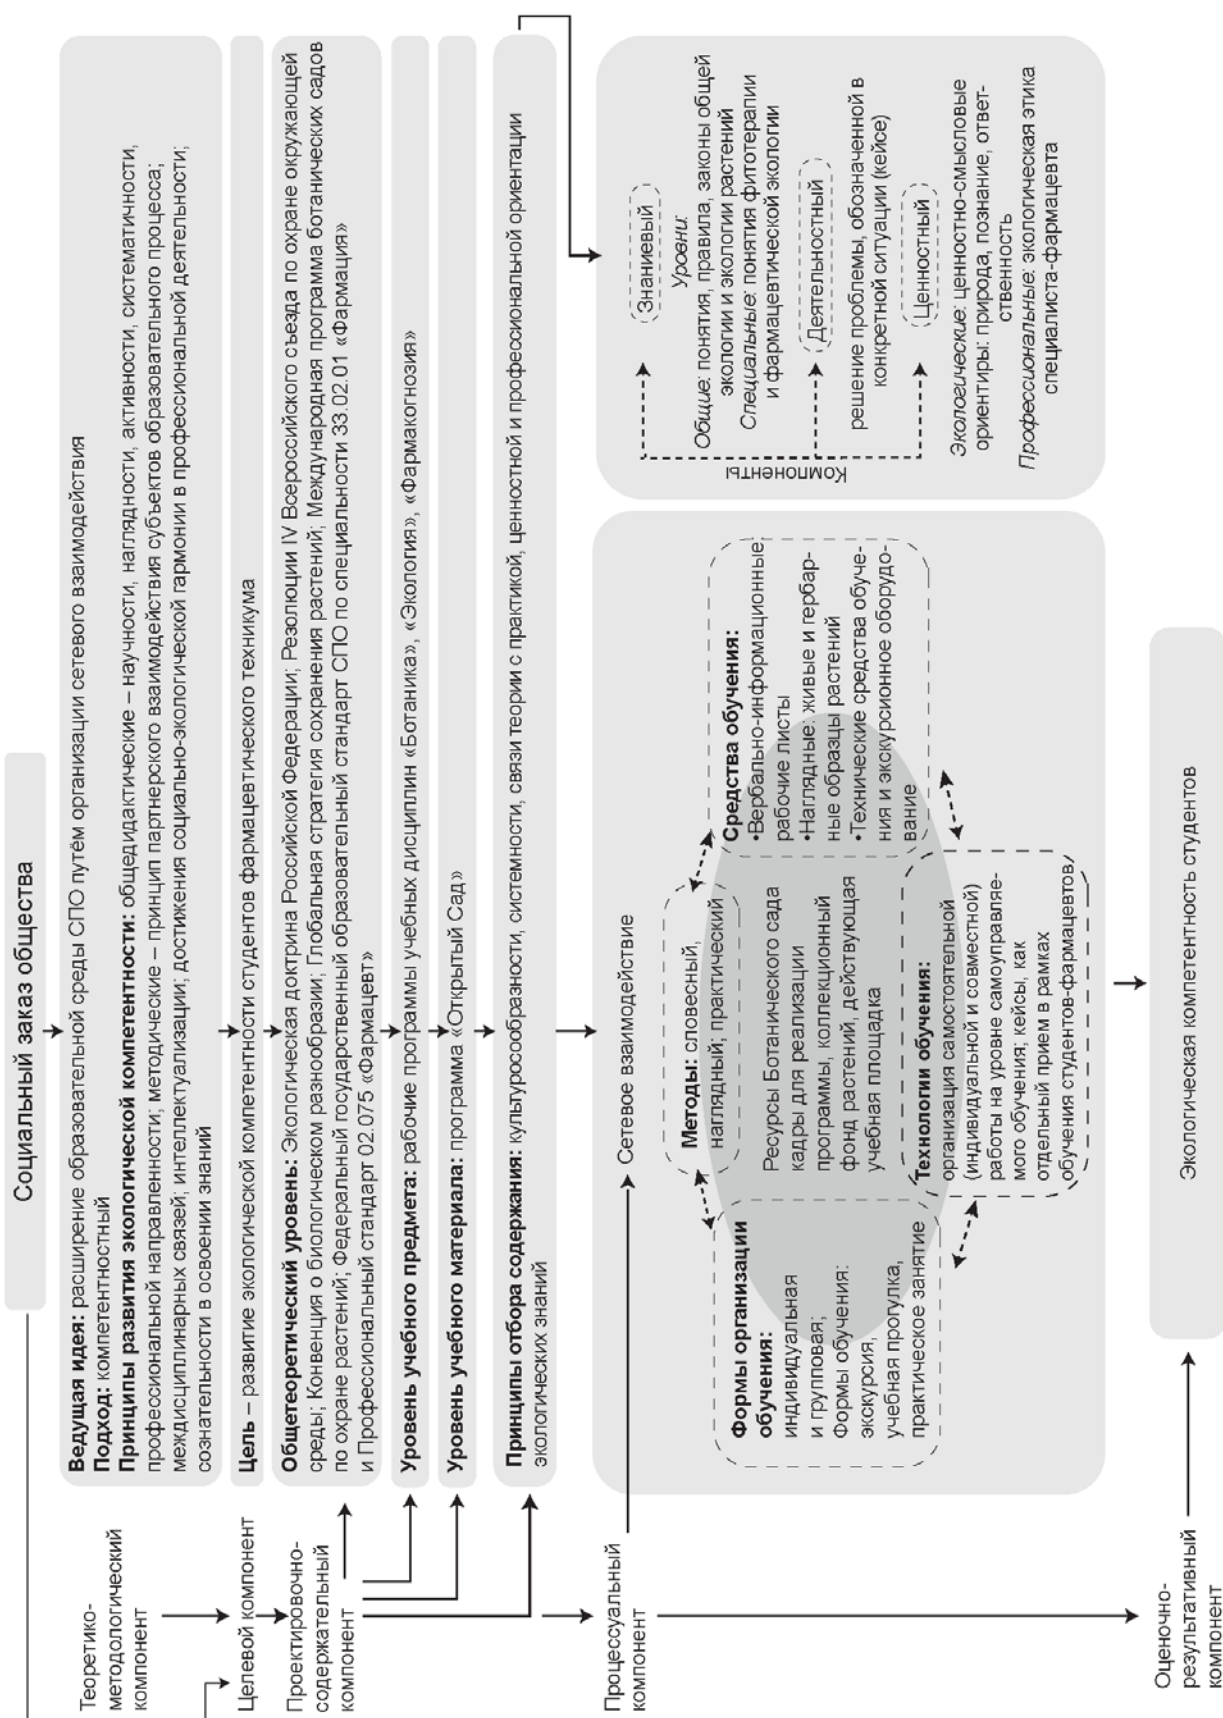 Социальный заказ общества
Теоретико-
методологический
компонент
Ведущая идея: расширение образовательной среды СПО путём организации сетевого взаимодействия
Подход: компетентностный
Принципы развития экологической компетентности: общедидактические – научности, наглядности, активности, систематичности,
профессиональной направленности; методические – принцип партнерского взаимодействия субъектов образовательного процесса;
междисциплинарных связей; интеллектуализации; достижения социально-экологической гармонии в профессиональной деятельности;
сознательности в освоении знаний
Целевой компонент
Цель – развитие экологической компетентности студентов фармацевтического техникума
Проектировочно-
содержательный
компонент
Общетеоретический уровень: Экологическая доктрина Российской Федерации; Резолюции IV Всероссийского съезда по охране окружающей
среды; Конвенция о биологическом разнообразии; Глобальная стратегия сохранения растений; Международная программа ботанических садов
по охране растений; Федеральный государственный образовательный стандарт СПО по специальности 33.02.01 «Фармация»
и Профессиональный стандарт 02.075 «Фармацевт»
Уровень учебного предмета: рабочие программы учебных дисциплин «Ботаника», «Экология», «Фармакогнозия»
Уровень учебного материала: программа «Открытый Сад»
Принципы отбора содержания: культуросообразности, системности, связи теории с практикой, ценностной и профессиональной ориентации
экологических знаний
Процессуальный
компонент
Сетевое взаимодействие
Формы организации
обучения:
индивидуальная
и групповая;
Формы обучения:
экскурсия,
учебная прогулка,
практическое занятие
Методы: словесный,
наглядный; практический
Ресурсы Ботанического сада
кадры для реализации
программы, коллекционный
фонд растений, действующая
учебная площадка
Технологии обучения:
организация самостоятельной
(индивидуальной и совместной)
работы на уровне самоуправляе-
мого обучения; кейсы, как
отдельный прием в рамках
обучения студентов-фармацевтов
Средства обучения:
•Вербально-информационные:
рабочие листы
•Наглядные: живые и гербар-
ные образцы растений
•Технические средства обуче-
ния и экскурсионное оборудо-
вание
Компоненты
Знаниевый
Уровни:
Общие: понятия, правила, законы общей
экологии и экологии растений
Специальные: понятия фитотерапии
и фармацевтической экологии
Деятельностный
решение проблемы, обозначенной в
конкретной ситуации (кейсе)
Ценностный
Экологические: ценностно-смысловые
ориентиры: природа, познание, ответ-
ственность
Профессиональные: экологическая этика
специалиста-фармацевта
Оценочно-
результативный
компонент
Экологическая компетентность студентов